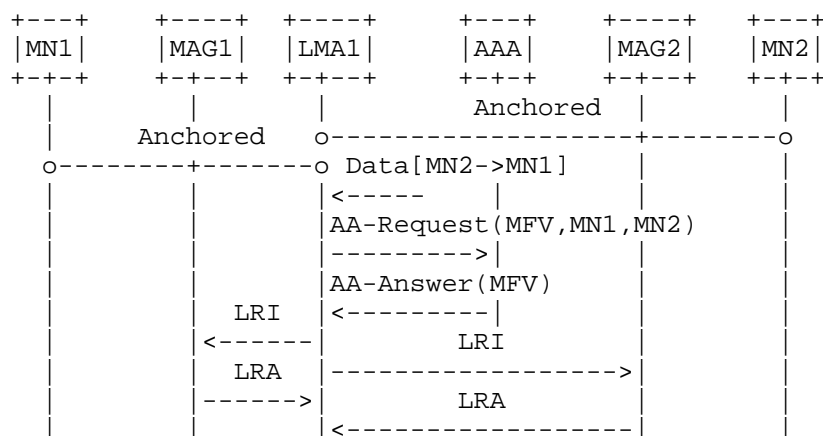 +---+     +----+  +----+     +---+     +----+   +---+
|MN1|     |MAG1|  |LMA1|     |AAA|     |MAG2|   |MN2|
+-+-+     +-+--+  +-+--+     +-+-+     +-+--+   +-+-+
  |         |       |          Anchored  |        |
  |      Anchored   o--------------------+--------o
  o---------+-------o Data[MN2->MN1]     |        |
  |         |       |<-----    |         |        |
  |         |       |AA-Request(MFV,MN1,MN2)      |
  |         |       |--------->|         |        |
  |         |       |AA-Answer(MFV)      |        |
  |         |  LRI  |<---------|         |        |
  |         |<------|         LRI        |        |
  |         |  LRA  |------------------->|        |
  |         |------>|         LRA        |        |
  |         |       |<-------------------|        |